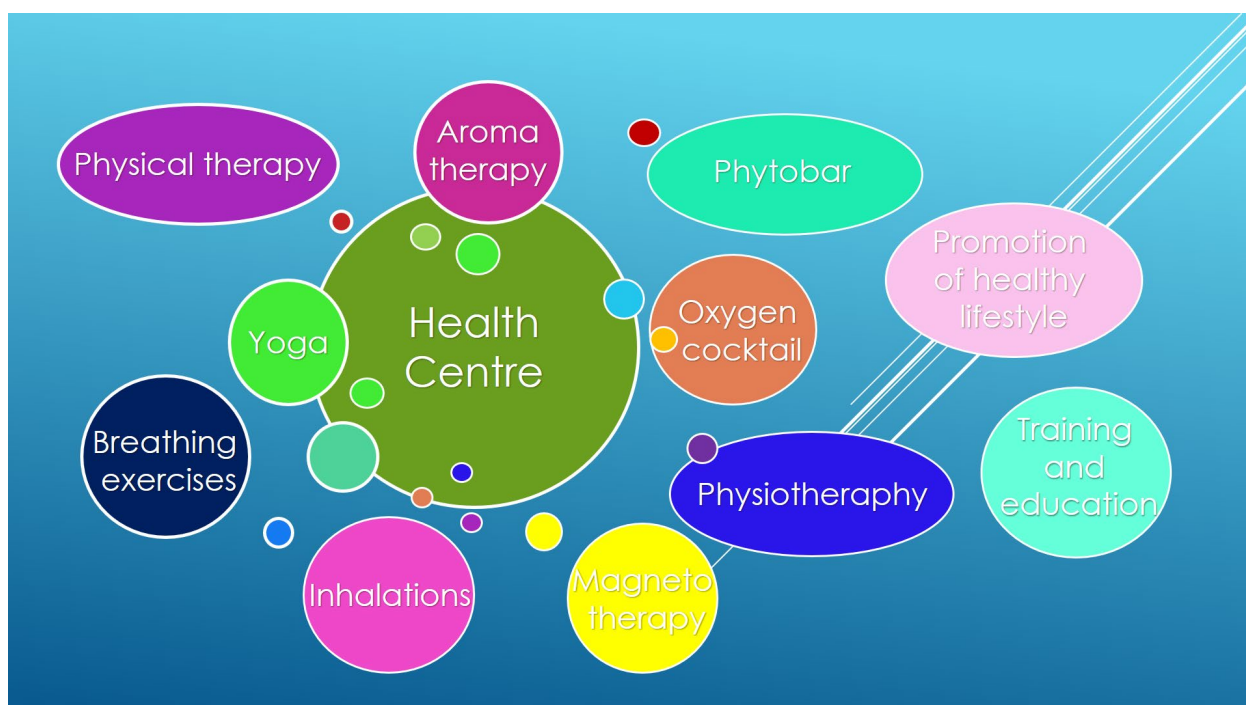 Physical therapy
Aroma
therapy
Phytobar
Promotion
of healthy
lifestyle
Health
Centre
Yoga
Oxygen
cocktail
Breathing
exercises
Physiotheraphy
Training
and
education
Inhalations
Magneto
therapy